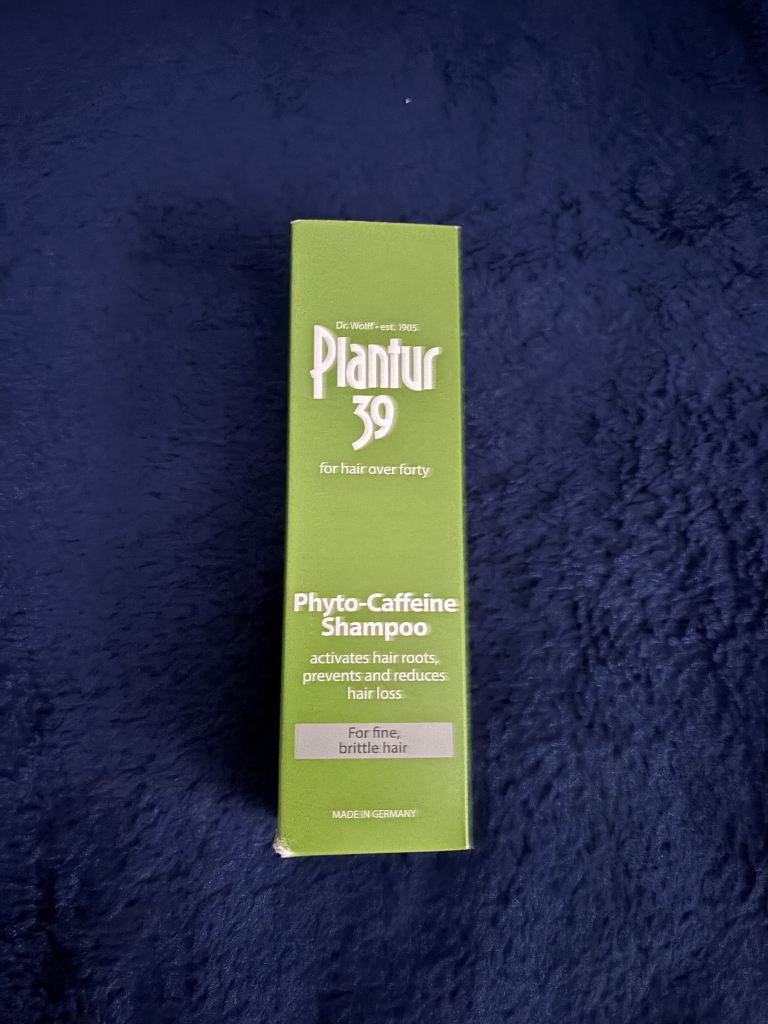 Dr. Wolff • est. 1905
Plantur
39
for hair over forty
Phyto-Caffeine
Shampoo
activates hair roots,
prevents and reduces
hair loss
For fine,
brittle hair
MADE IN GERMANY